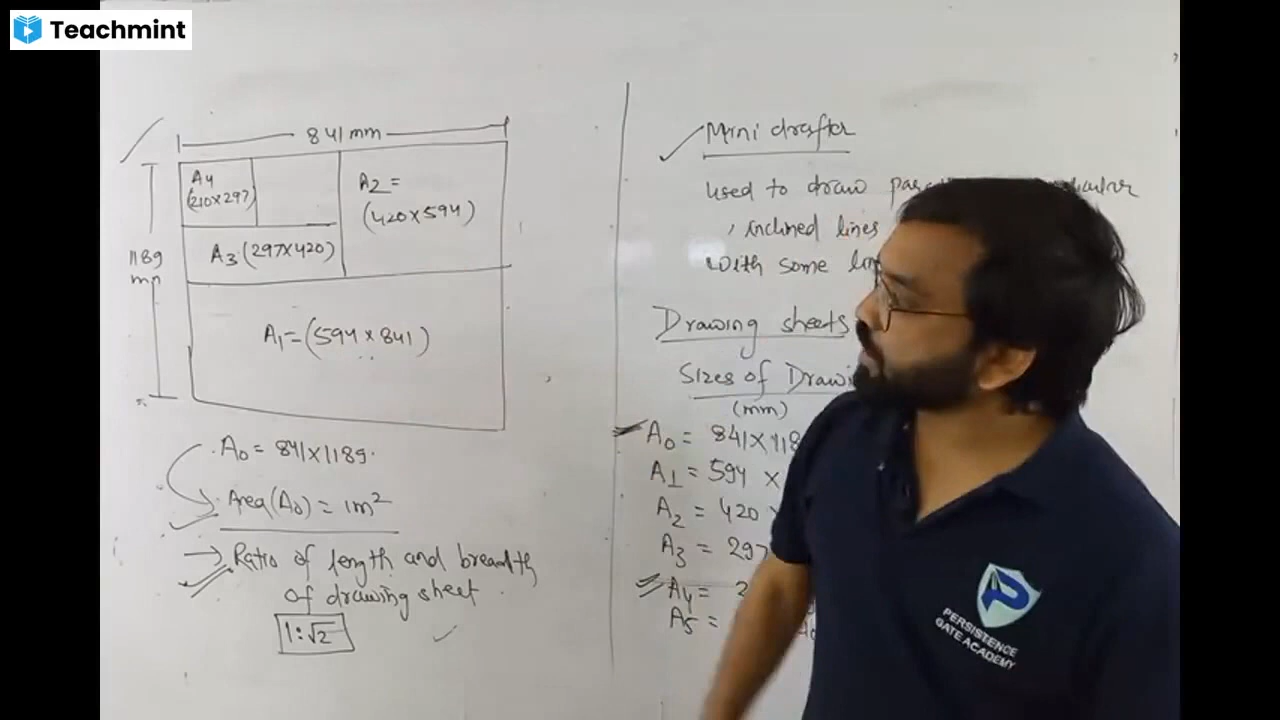 Teachmint
841 mm
1189
mm
A4
(210x297)
A2 =
(420x594)
A3 (297x420)
A1 = (594 x 841)
A0 = 841x1189
Area(A0) = 1m²
→ Ratio of length and breadth
of drawing sheet
1:√2
Mini drafter
used to draw
, inclined lines
with some
Drawing sheets
Sizes of
(mm)
A0 = 841x118
A1 = 594 x
A2 = 420
A3 = 297
A4 = 2
A5 =
PERSISTENCE
GATE ACADEMY